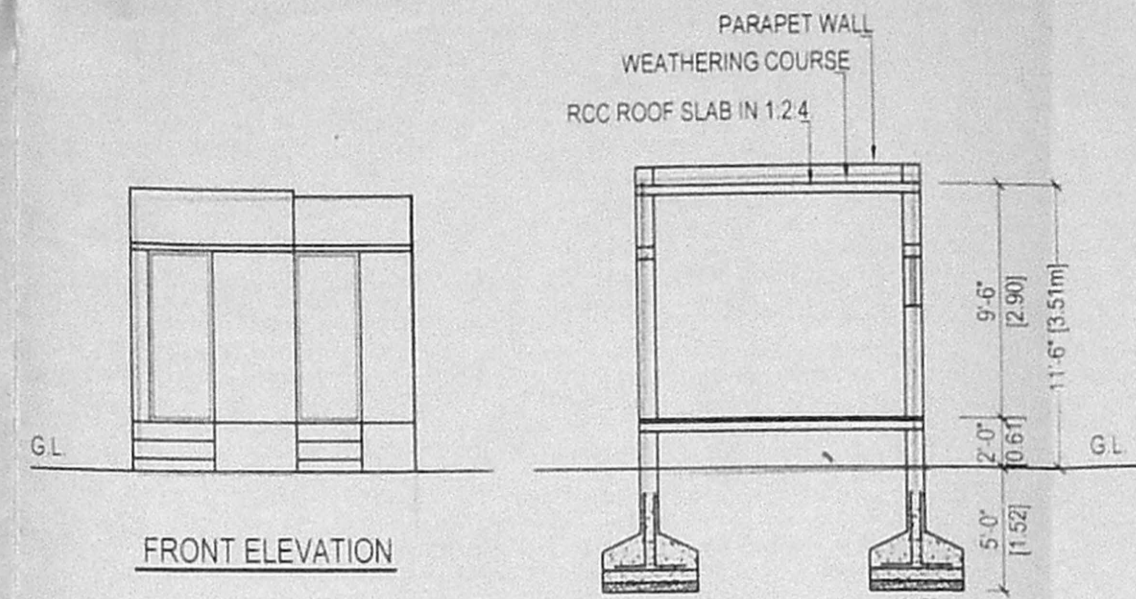 PARAPET WALL
WEATHERING COURSE
RCC ROOF SLAB IN 1:2:4
9'-6"
[2.90]
11'-6" [3.51m]
2'-0"
[0.61]
5'-0"
[1.52]
G.L.
G.L.
FRONT ELEVATION